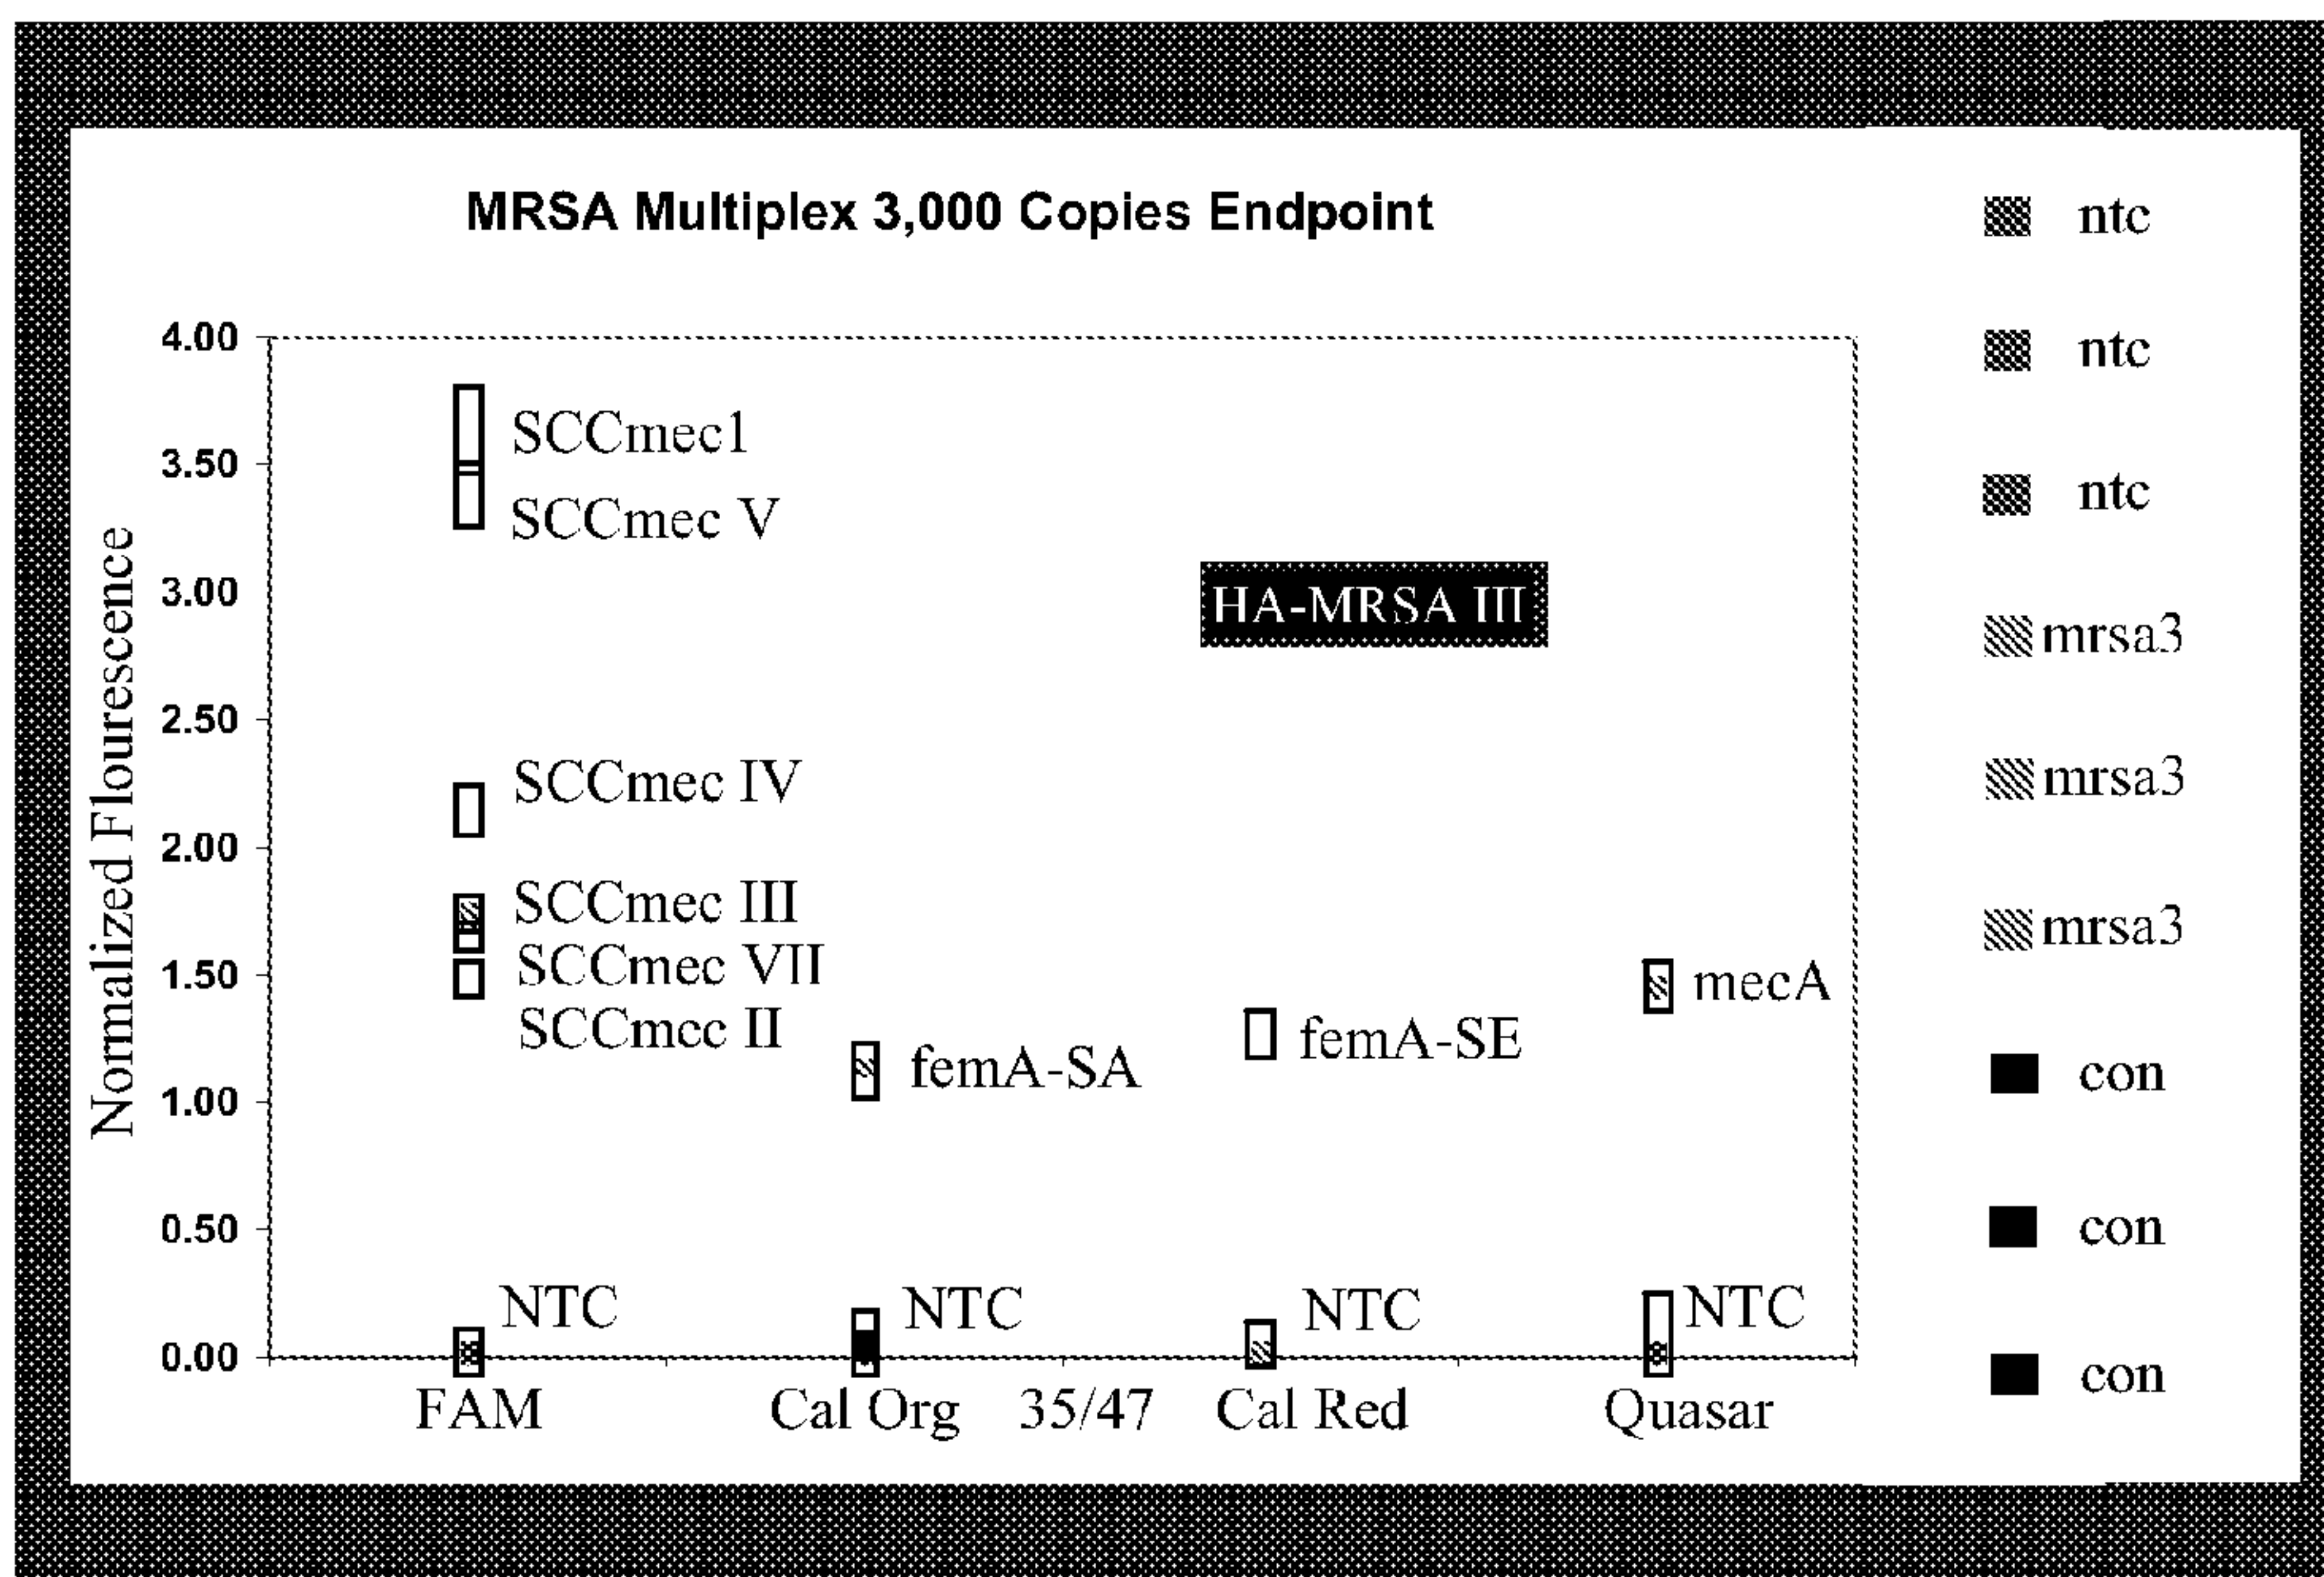 MRSA Multiplex 3,000 Copies Endpoint
Normalized Flourescence
4.00
3.50
3.00
2.50
2.00
1.50
1.00
0.50
0.00
SCCmec1
SCCmec V
HA-MRSA III
SCCmec IV
SCCmec III
SCCmec VII
SCCmec II
femA-SA
femA-SE
mecA
NTC NTC NTC NTC
FAM Cal Org 35/47 Cal Red Quasar
ntc
ntc
ntc
mrsa3
mrsa3
mrsa3
con
con
con